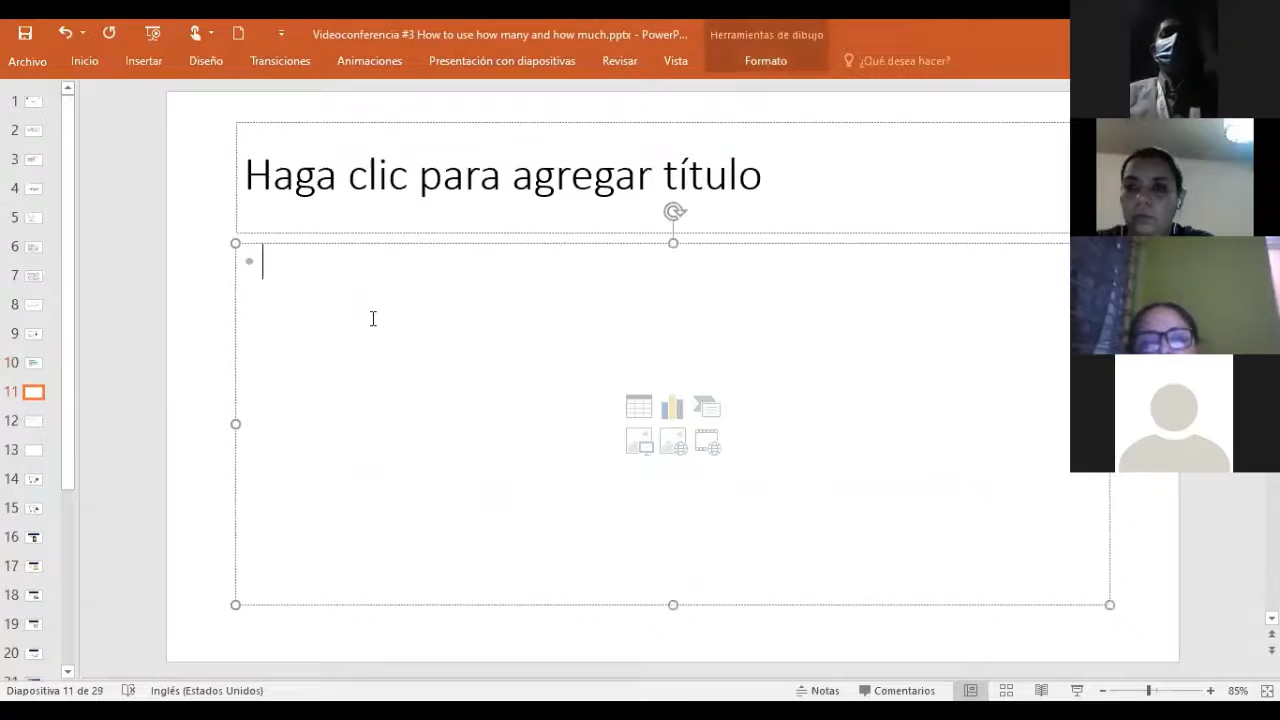 Videoconferencia #3 How to use how many and how much.pptx - PowerP...
Herramientas de dibujo
Archivo
Inicio
Insertar
Diseño
Transiciones
Animaciones
Presentación con diapositivas
Revisar
Vista
Formato
¿Qué desea hacer?
1
2
3
4
5
6
7
8
9
10
11
12
14
15
16
17
18
19
20
Haga clic para agregar título
Diapositiva 11 de 29
Inglés (Estados Unidos)
Notas
Comentarios
85%